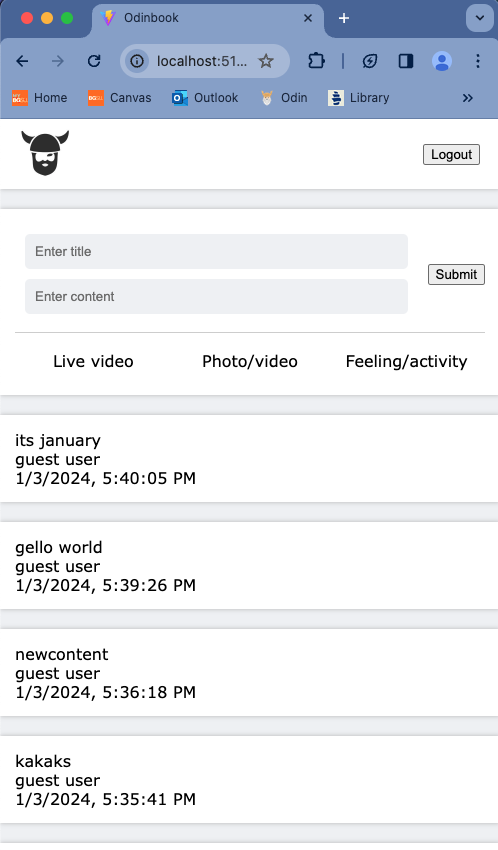 Odinbook
localhost:51...
Home Canvas Outlook Odin Library
Logout
Enter title
Submit
Enter content
Live video Photo/video Feeling/activity
its january
guest user
1/3/2024, 5:40:05 PM
gello world
guest user
1/3/2024, 5:39:26 PM
newcontent
guest user
1/3/2024, 5:36:18 PM
kakaks
guest user
1/3/2024, 5:35:41 PM